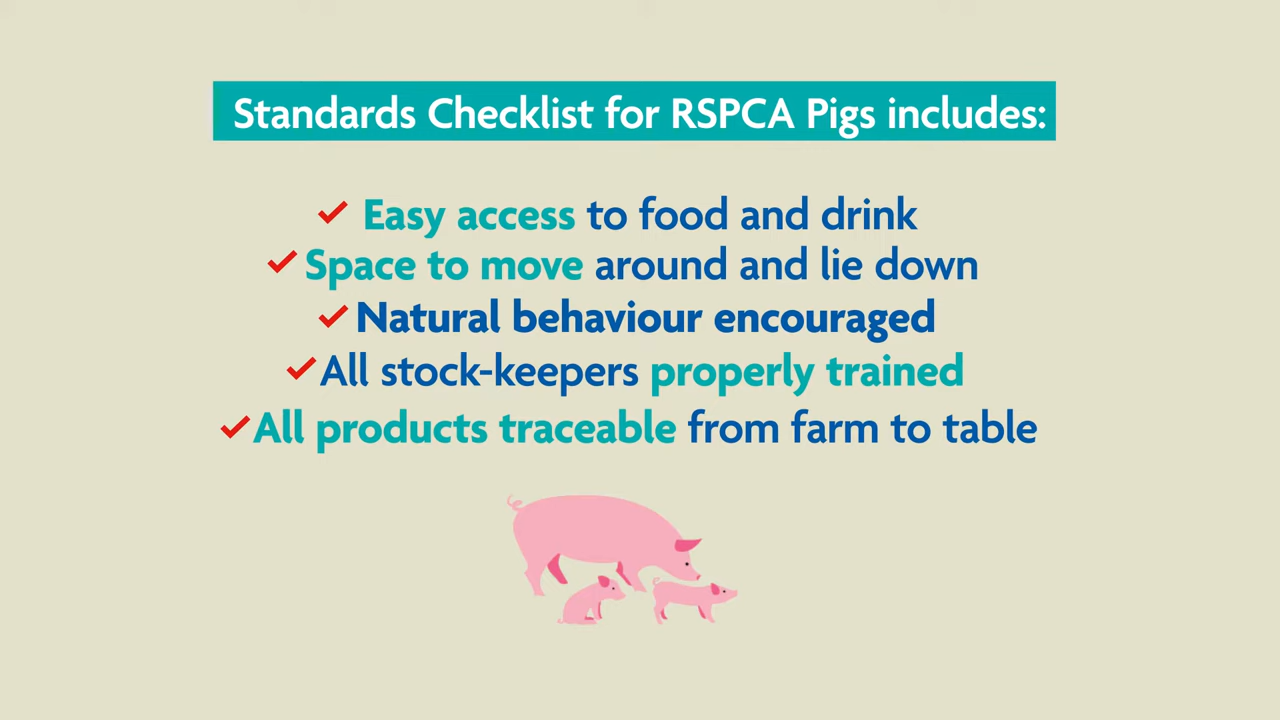 Standards Checklist for RSPCA Pigs includes:
Easy access to food and drink
Space to move around and lie down
Natural behaviour encouraged
All stock-keepers properly trained
All products traceable from farm to table